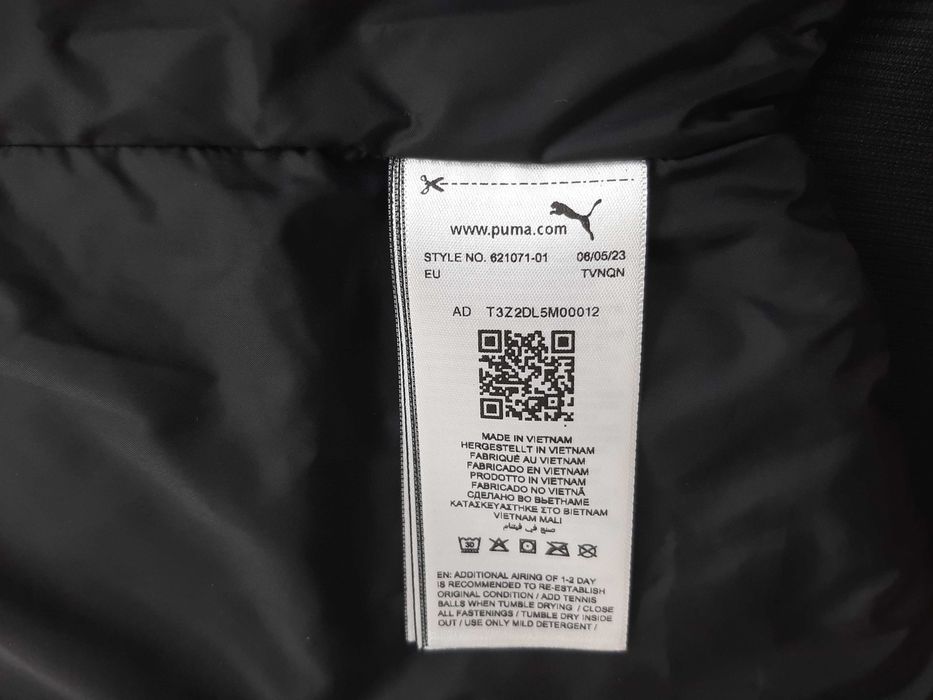 www.puma.com
STYLE NO. 621071-01 06/05/23
EU TVNQN
AD T3Z2DL5M00012
MADE IN VIETNAM
HERGESTELLT IN VIETNAM
FABRIQUÉ AU VIETNAM
FABRICADO EN VIETNAM
PRODOTTO IN VIETNAM
FABRICADO NO VIETNÃ
СДЕЛАНО ВО ВЬЕТНАМЕ
ΚΑΤΑΣΚΕΥΑΣΤΗΚΕ ΣΤΟ ΒΙΕΤΝΑΜ
VIETNAM MALI
صنع في فيتنام
30
EN: ADDITIONAL AIRING OF 1-2 DAY
IS RECOMMENDED TO RE-ESTABLISH
ORIGINAL CONDITION / ADD TENNIS
BALLS WHEN TUMBLE DRYING / CLOSE
ALL FASTENINGS / TUMBLE DRY INSIDE
OUT / USE ONLY MILD DETERGENT /